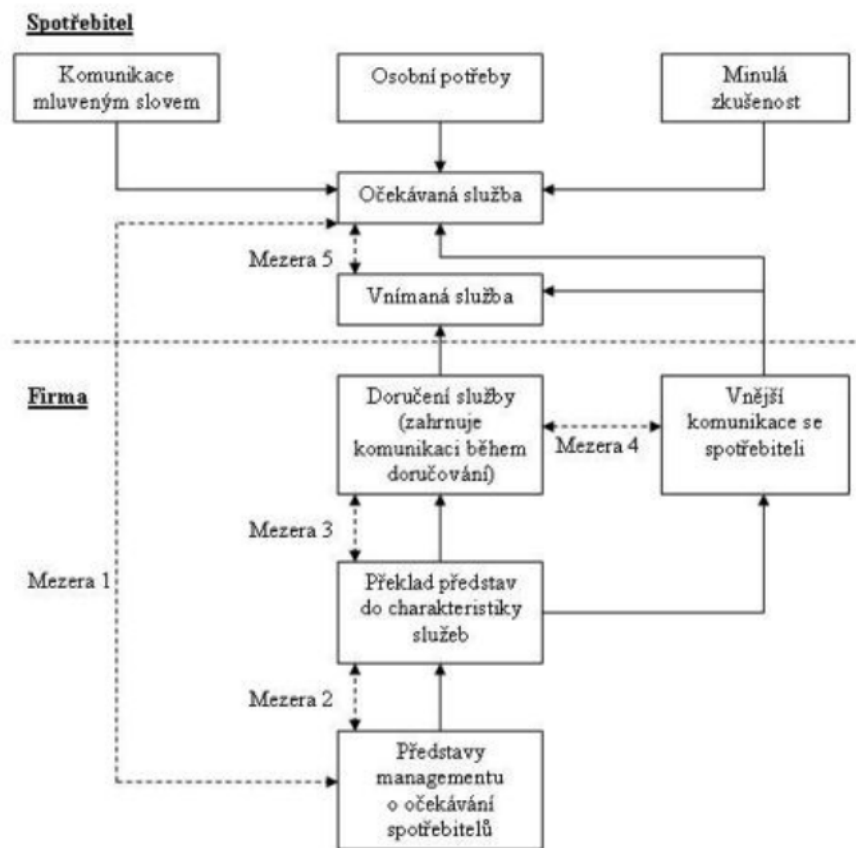 Spotřebitel
Komunikace
mluveným slovem
Osobní potřeby
Minulá
zkušenost
Očekávaná služba
Mezera 5
Vnímaná služba
Firma
Doručení služby
(zahrnuje
komunikaci během
doručování)
Mezera 4
Vnější
komunikace se
spotřebiteli
Mezera 3
Mezera 1
Překlad představ
do charakteristiky
služeb
Mezera 2
Představy
managementu
o očekávání
spotřebitelů